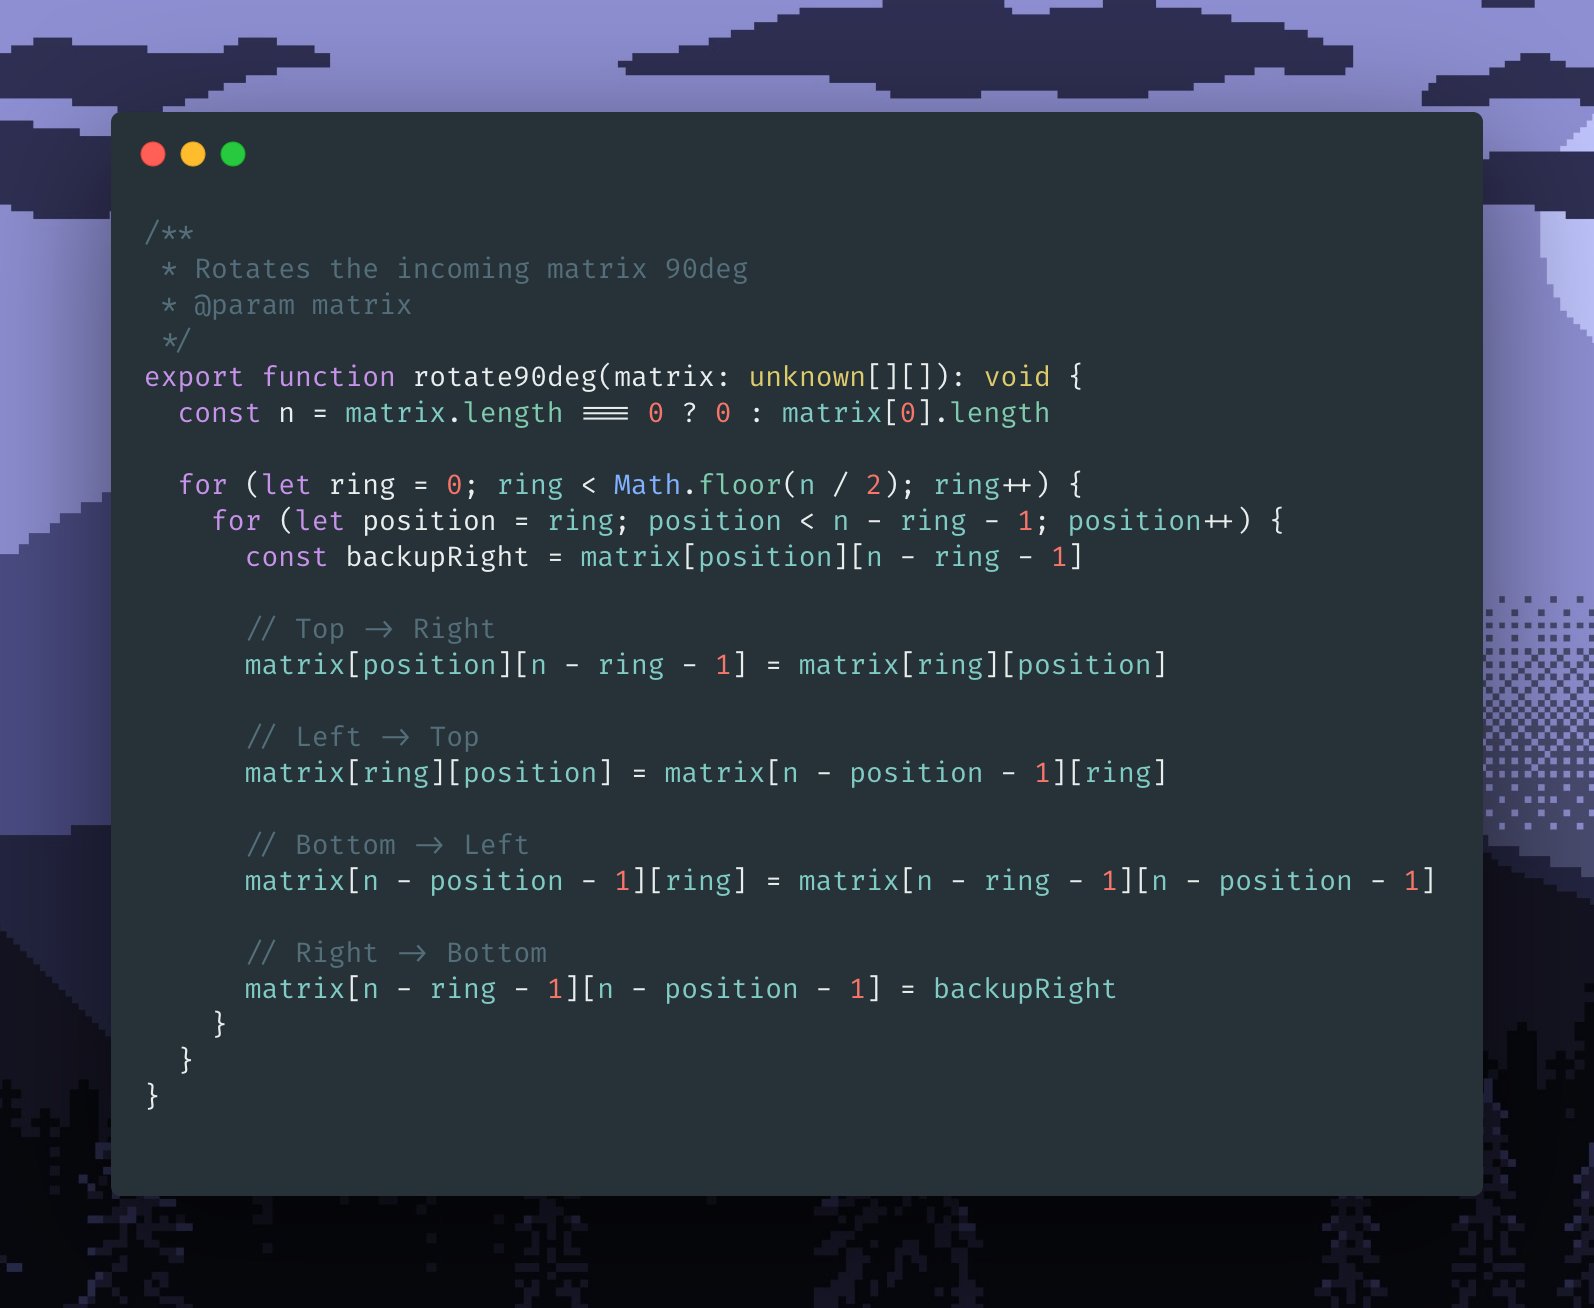 /**
 * Rotates the incoming matrix 90deg
 * @param matrix
 */
export function rotate90deg(matrix: unknown[][]): void {
  const n = matrix.length === 0 ? 0 : matrix[0].length

  for (let ring = 0; ring < Math.floor(n / 2); ring++) {
    for (let position = ring; position < n - ring - 1; position++) {
      const backupRight = matrix[position][n - ring - 1]

      // Top -> Right
      matrix[position][n - ring - 1] = matrix[ring][position]

      // Left -> Top
      matrix[ring][position] = matrix[n - position - 1][ring]

      // Bottom -> Left
      matrix[n - position - 1][ring] = matrix[n - ring - 1][n - position - 1]

      // Right -> Bottom
      matrix[n - ring - 1][n - position - 1] = backupRight
    }
  }
}